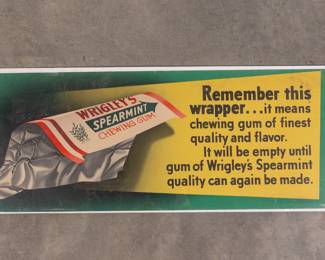 WRIGLEY'S
SPEARMINT
CHEWING GUM
Remember this
wrapper...it means
chewing gum of finest
quality and flavor.
It will be empty until
gum of Wrigley's Spearmint
quality can again be made.